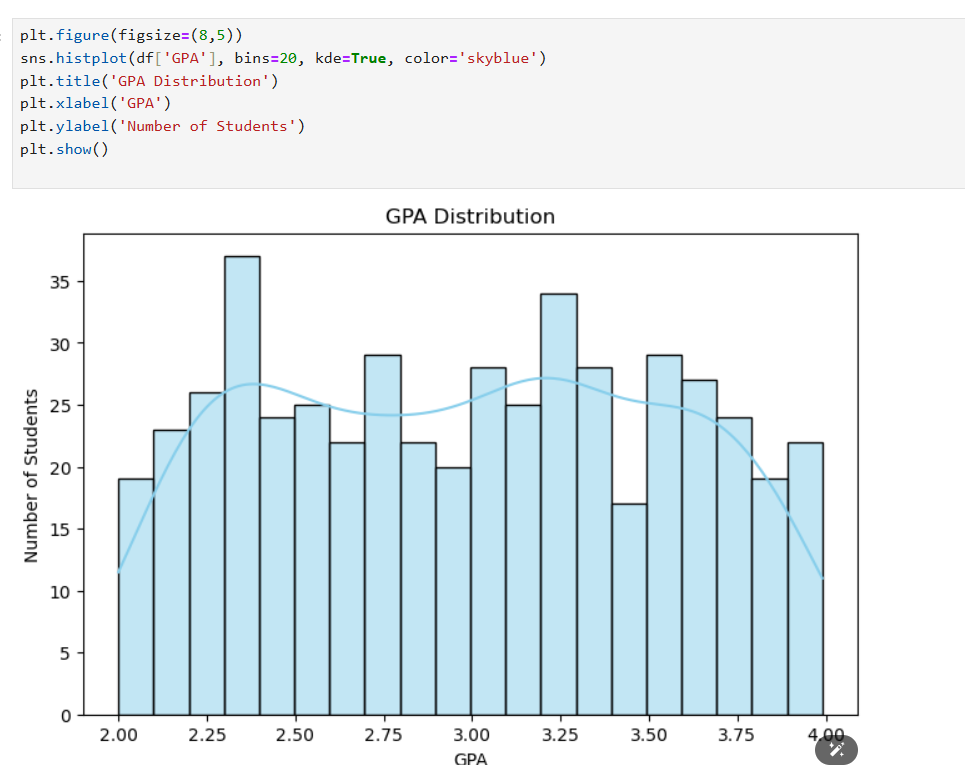 plt.figure(figsize=(8,5))
sns.histplot(df['GPA'], bins=20, kde=True, color='skyblue')
plt.title('GPA Distribution')
plt.xlabel('GPA')
plt.ylabel('Number of Students')
plt.show()
GPA Distribution
Number of Students
35
30
25
20
15
10
5
0
2.00 2.25 2.50 2.75 3.00 3.25 3.50 3.75 4.00
GPA